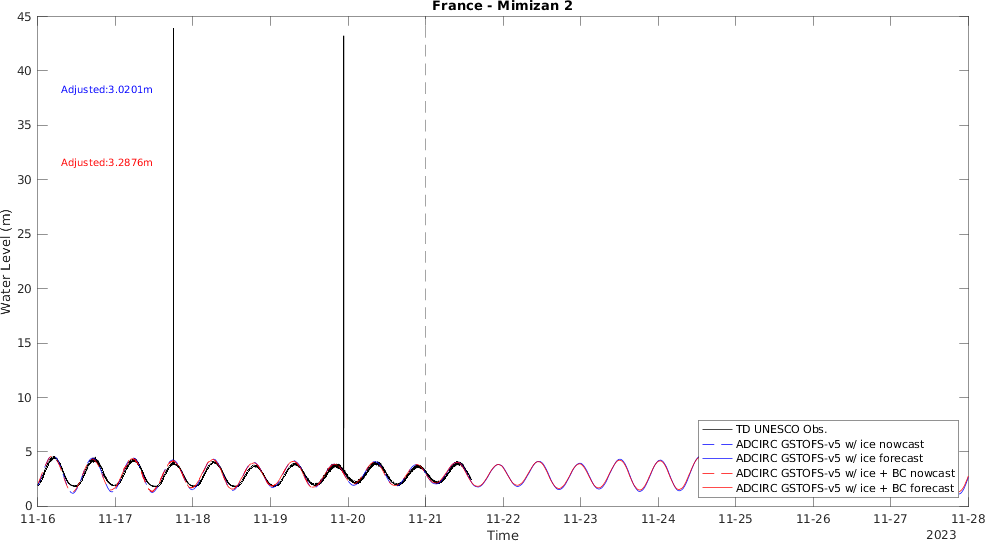 France - Mimizan 2
45
40
35
30
25
20
15
10
5
0
Water Level (m)
Adjusted:3.0201m
Adjusted:3.2876m
TD UNESCO Obs.
ADCIRC GSTOFS-v5 w/ ice nowcast
ADCIRC GSTOFS-v5 w/ ice forecast
ADCIRC GSTOFS-v5 w/ ice + BC nowcast
ADCIRC GSTOFS-v5 w/ ice + BC forecast
11-16 11-17 11-18 11-19 11-20 11-21 11-22 11-23 11-24 11-25 11-26 11-27 11-28
Time
2023